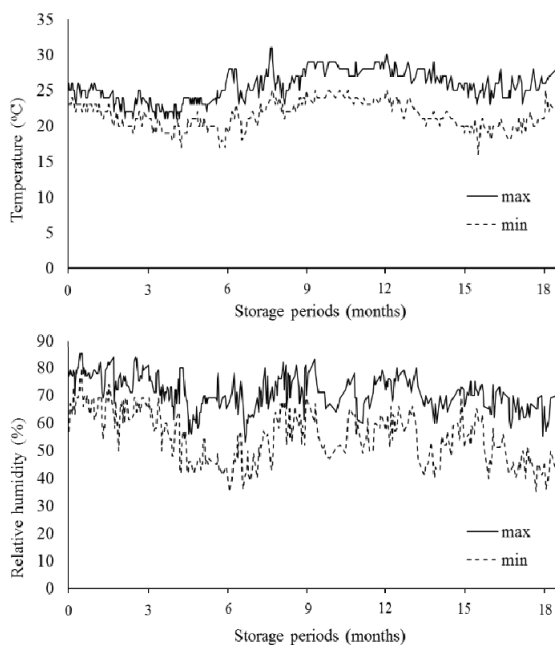 35
30
25
20
15
10
5
0
Temperature (°C)
max
min
0 3 6 9 12 15 18
Storage periods (months)
90
80
70
60
50
40
30
20
10
0
Relative humidity (%)
max
min
0 3 6 9 12 15 18
Storage periods (months)